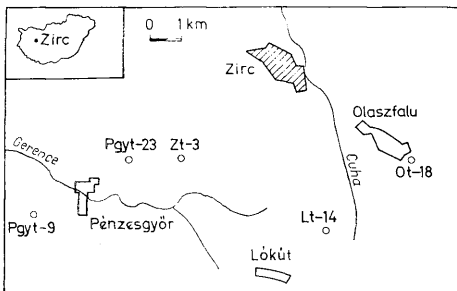 Zirc
0 1 km
Zirc
Olaszfalu
Pgyt-23
Zt-3
Gerence
Cuha
Ot-18
Pgyt-9
Pénzesgyőr
Lt-14
Lókút